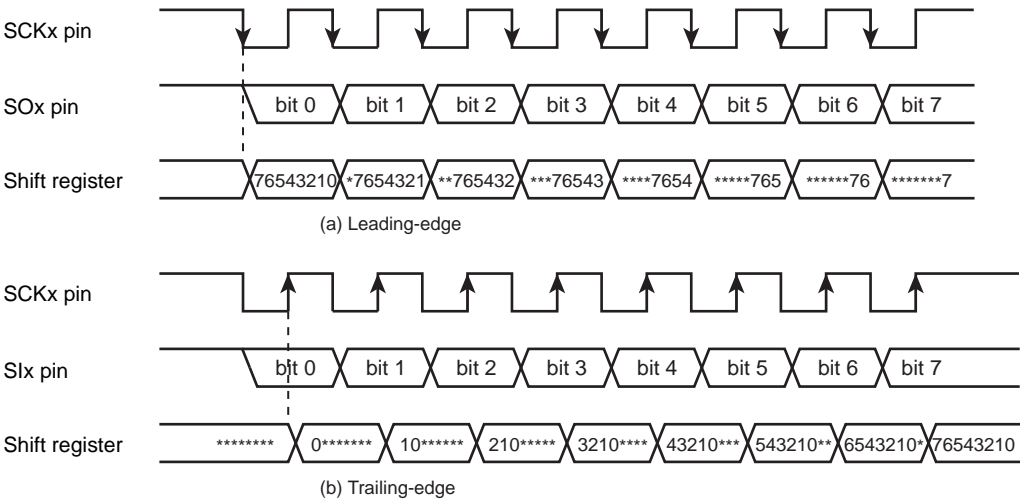 SCKx pin
SOx pin bit 0 bit 1 bit 2 bit 3 bit 4 bit 5 bit 6 bit 7
Shift register 76543210 *7654321 **765432 ***76543 ****7654 *****765 ******76 *******7
(a) Leading-edge
SCKx pin
SIx pin bit 0 bit 1 bit 2 bit 3 bit 4 bit 5 bit 6 bit 7
Shift register ******** 0******* 10****** 210***** 3210**** 43210*** 543210** 6543210* 76543210
(b) Trailing-edge